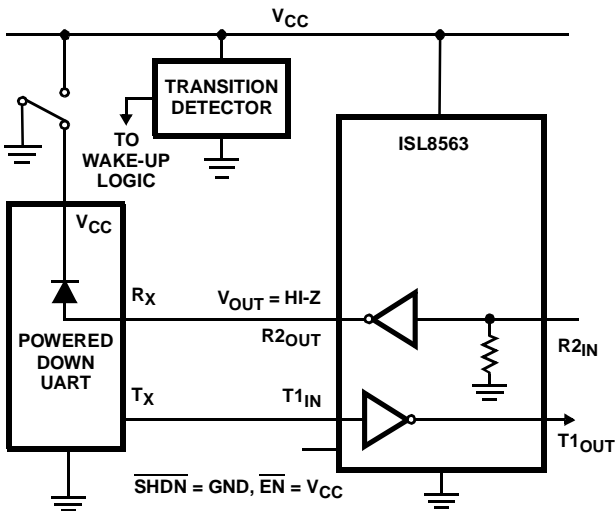 VCC
TRANSITION
DETECTOR
TO
WAKE-UP
LOGIC
ISL8563
VCC
RX
VOUT = HI-Z
R2OUT
R2IN
POWERED
DOWN
UART
TX
T1IN
T1OUT
SHDN = GND, EN = VCC